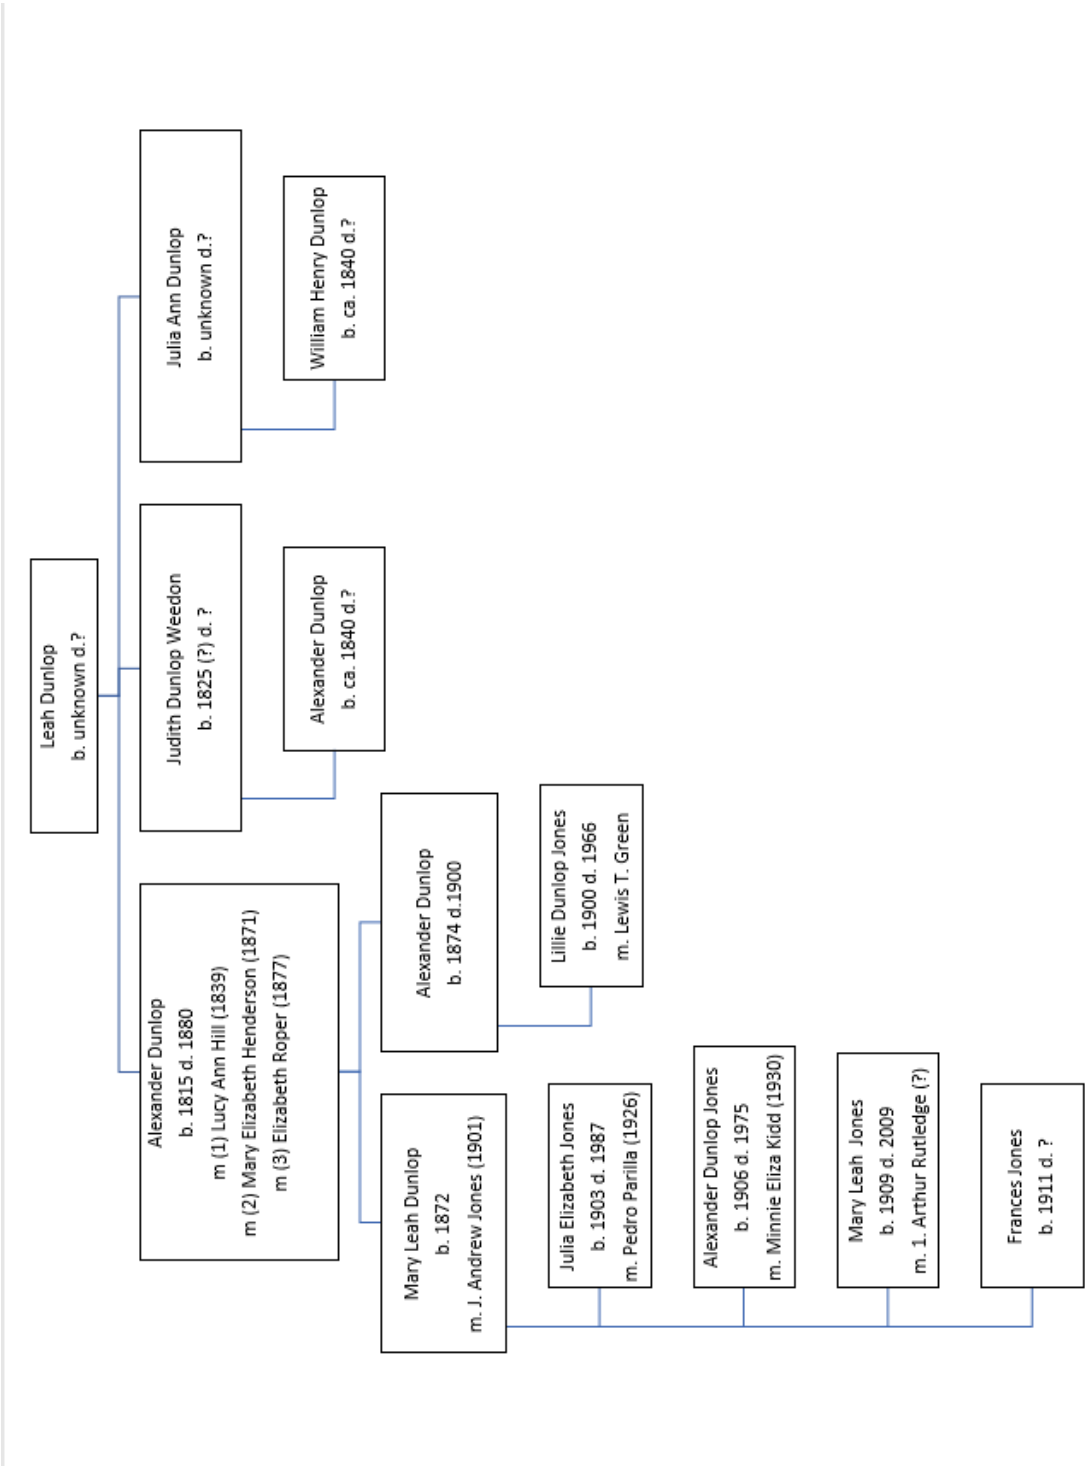 Leah Dunlop
b. unknown d.?
Alexander Dunlop
b. 1815 d. 1880
m (1) Lucy Ann Hill (1839)
m (2) Mary Elizabeth Henderson (1871)
m (3) Elizabeth Roper (1877)
Judith Dunlop Weedon
b. 1825 (?) d. ?
Julia Ann Dunlop
b. unknown d.?
Alexander Dunlop
b. ca. 1840 d.?
William Henry Dunlop
b. ca. 1840 d.?
Mary Leah Dunlop
b. 1872
m. J. Andrew Jones (1901)
Alexander Dunlop
b. 1874 d.1900
Julia Elizabeth Jones
b. 1903 d. 1987
m. Pedro Parilla (1926)
Lillie Dunlop Jones
b. 1900 d. 1966
m. Lewis T. Green
Alexander Dunlop Jones
b. 1906 d. 1975
m. Minnie Eliza Kidd (1930)
Mary Leah Jones
b. 1909 d. 2009
m. 1. Arthur Rutledge (?)
Frances Jones
b. 1911 d. ?